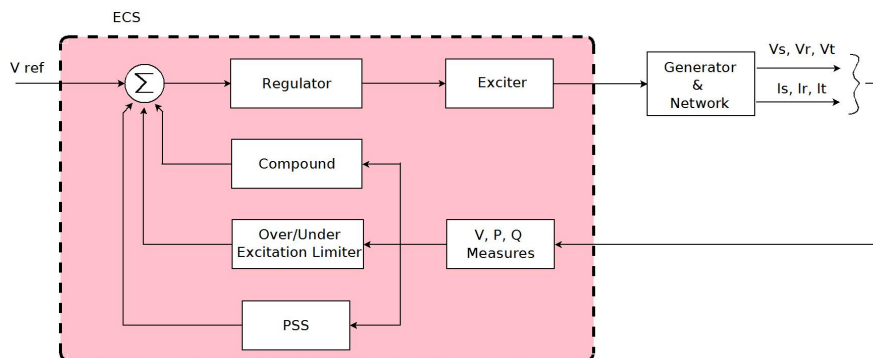 ECS
V ref
Σ
Regulator
Exciter
Generator
&
Network
Vs, Vr, Vt
Is, Ir, It
Compound
Over/Under
Excitation Limiter
V, P, Q
Measures
PSS